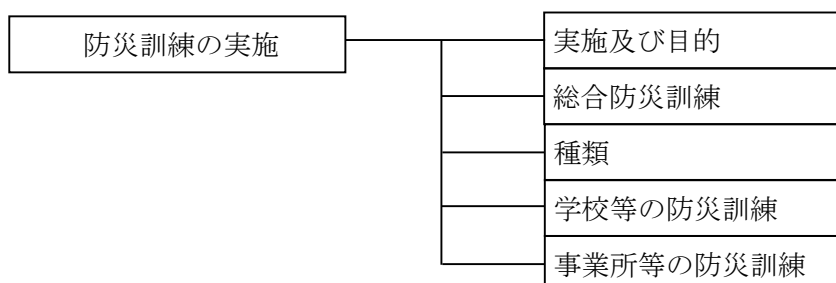 防災訓練の実施
実施及び目的
総合防災訓練
種類
学校等の防災訓練
事業所等の防災訓練